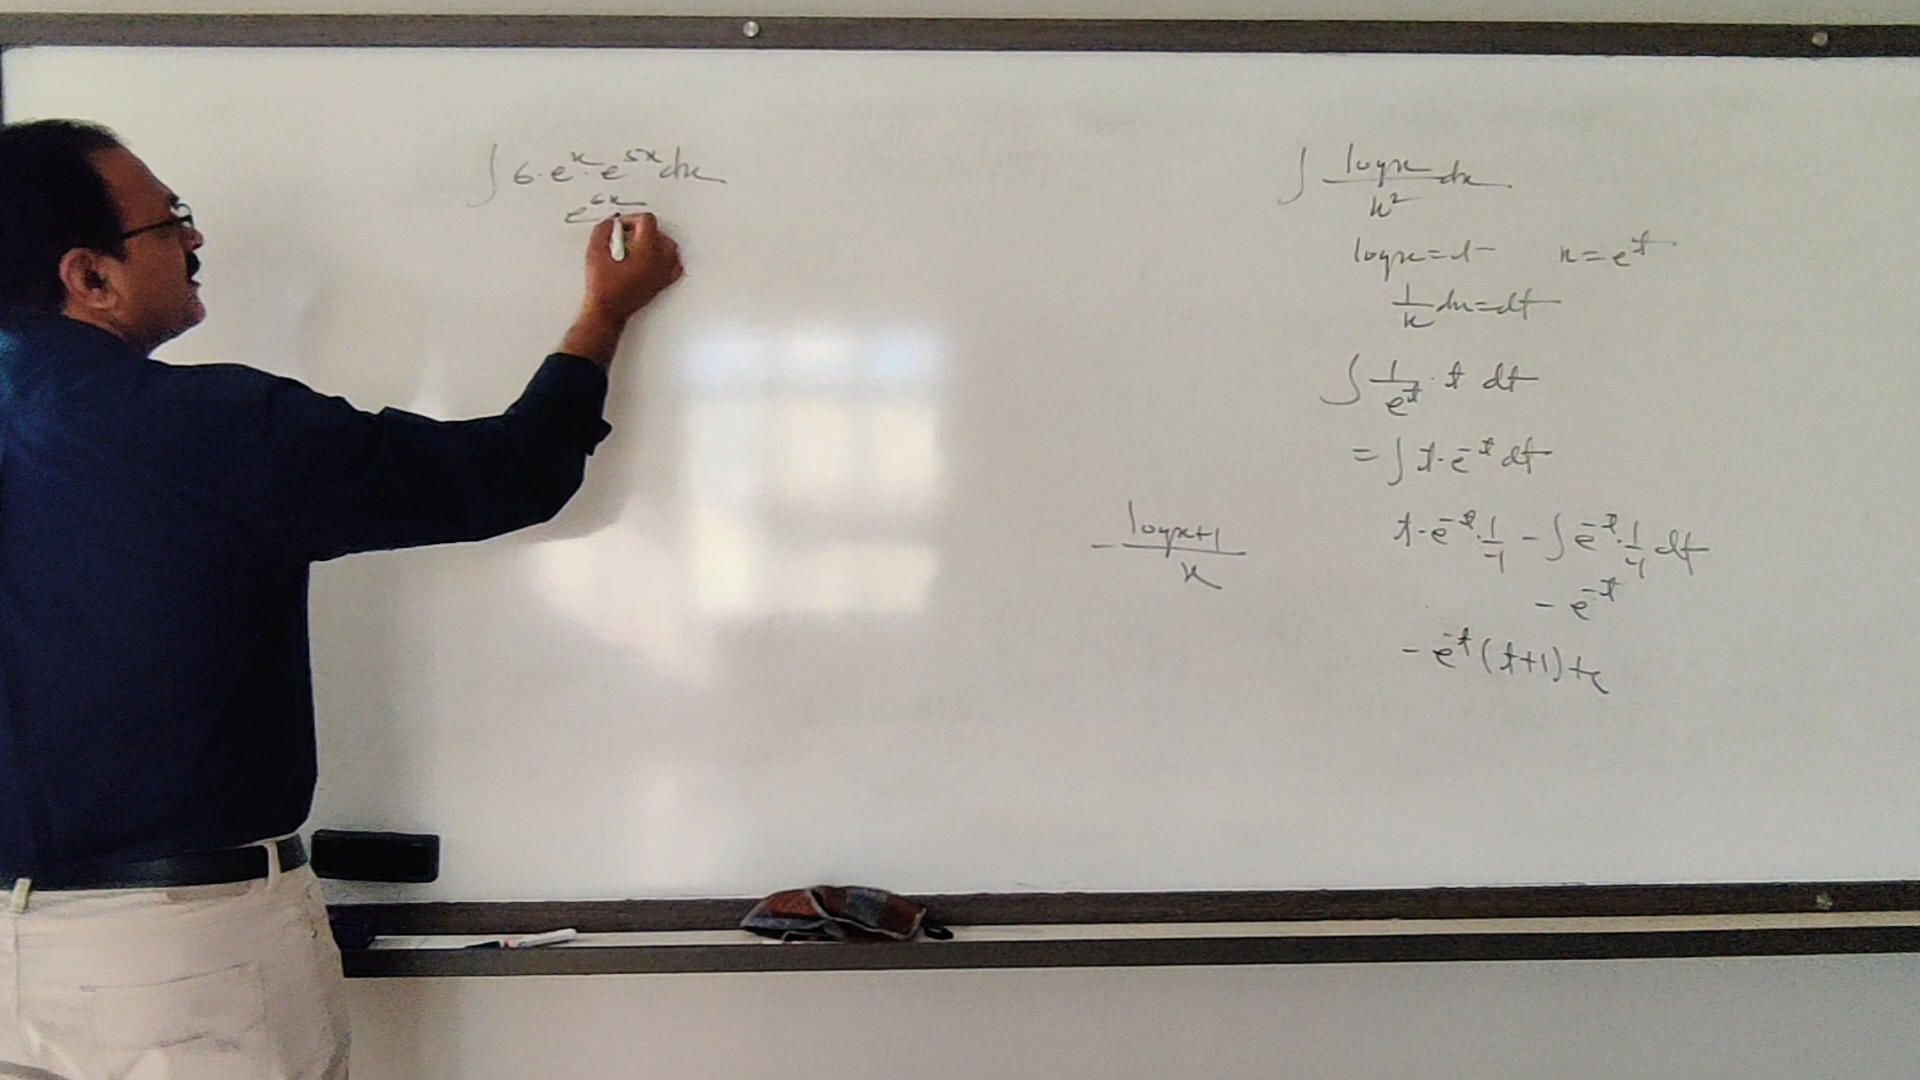 ∫ 6·e^x·e^5x dx
e^6x
∫ logx/x² dx
logx=t x=e^t
1/x dx=dt
∫ 1/e^t · t dt
= ∫ t·e^-t dt
t·e^-t·1/-1 - ∫ e^-t·1/-1 dt
- e^-t
- e^-t (t+1)+c
- logx+1/x